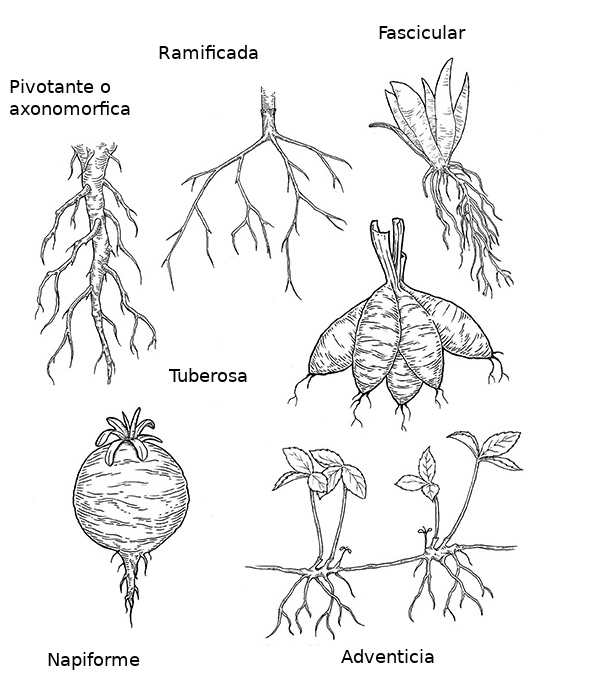 Fascicular
Ramificada
Pivotante o
axonomorfica
Tuberosa
Napiforme
Adventicia